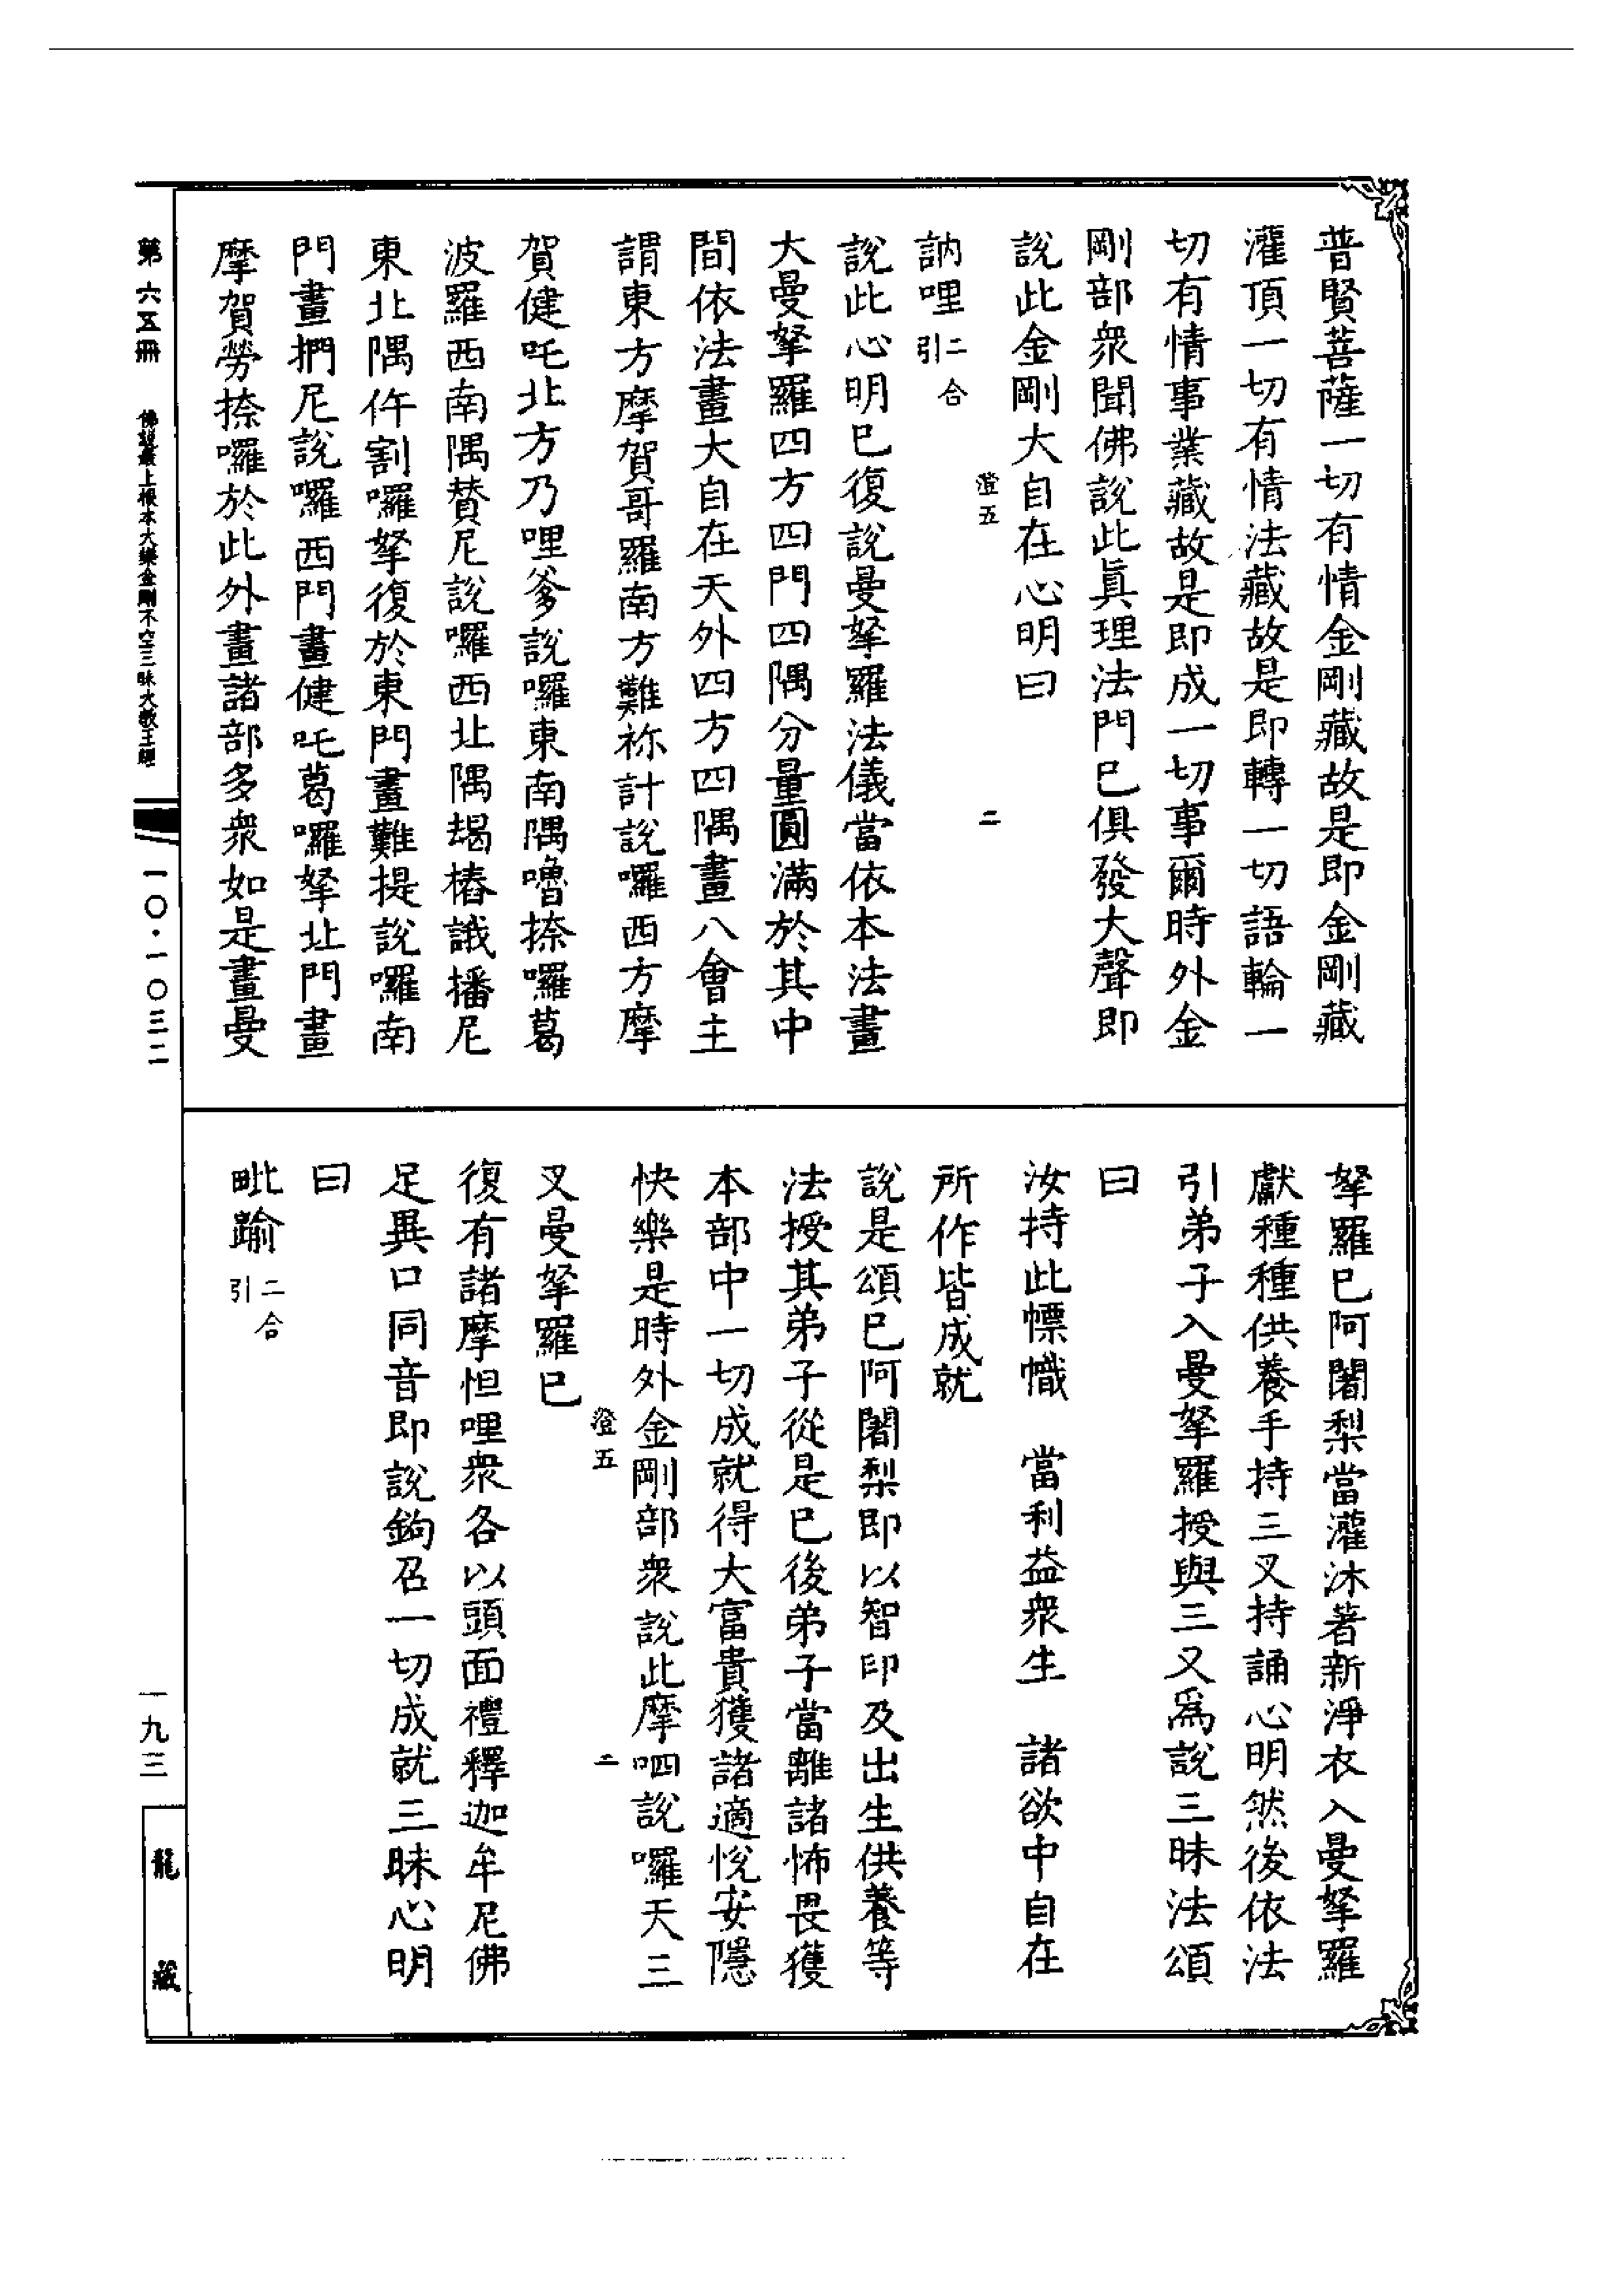 普賢菩薩一切有情金剛藏故是即金剛藏
灌頂一切有情法藏故是即轉一切語輪一
切有情事業藏故是即成一切事爾時外金
剛部衆聞佛說此真理法門已俱發大聲即
說此金剛大自在心明曰
澄五 二
訥哩二合引
說此心明已復說曼拏羅法儀當依本法畫
大曼拏羅四方四門四隅分量圓滿於其中
間依法畫大自在天外四方四隅畫八會主
謂東方摩賀哥羅南方難祢計說囉西方摩
賀健吒北方乃哩爹說囉東南隅嚕捺囉葛
波羅西南隅賛尼說囉西北隅朅樁誐播尼
東北隅仵割囉拏復於東門畫難提說囉南
門畫捫尼說囉西門畫健吒葛囉拏北門畫
摩賀勞捺囉於此外畫諸部多衆如是畫曼
拏羅已阿闍梨當灌沐著新淨衣入曼拏羅
獻種種供養手持三叉持誦心明然後依法
引弟子入曼拏羅授與三叉爲說三昧法頌
曰
汝持此幖幟　當利益衆生　諸欲中自在
所作皆成就
說是頌已阿闍梨即以智印及出生供養等
法授其弟子從是已後弟子當離諸怖畏獲
本部中一切成就得大富貴獲諸適悅安隱
快樂是時外金剛部衆說此摩呬說囉天三
澄五 二
叉曼拏羅已
復有諸摩怛哩衆各以頭面禮釋迦牟尼佛
足異口同音即說鉤召一切成就三昧心明
曰
毗踰二合引
第六五冊 佛說最上根本大樂金剛不空三昧大教王經 一〇·一〇三二
一九三
龍藏